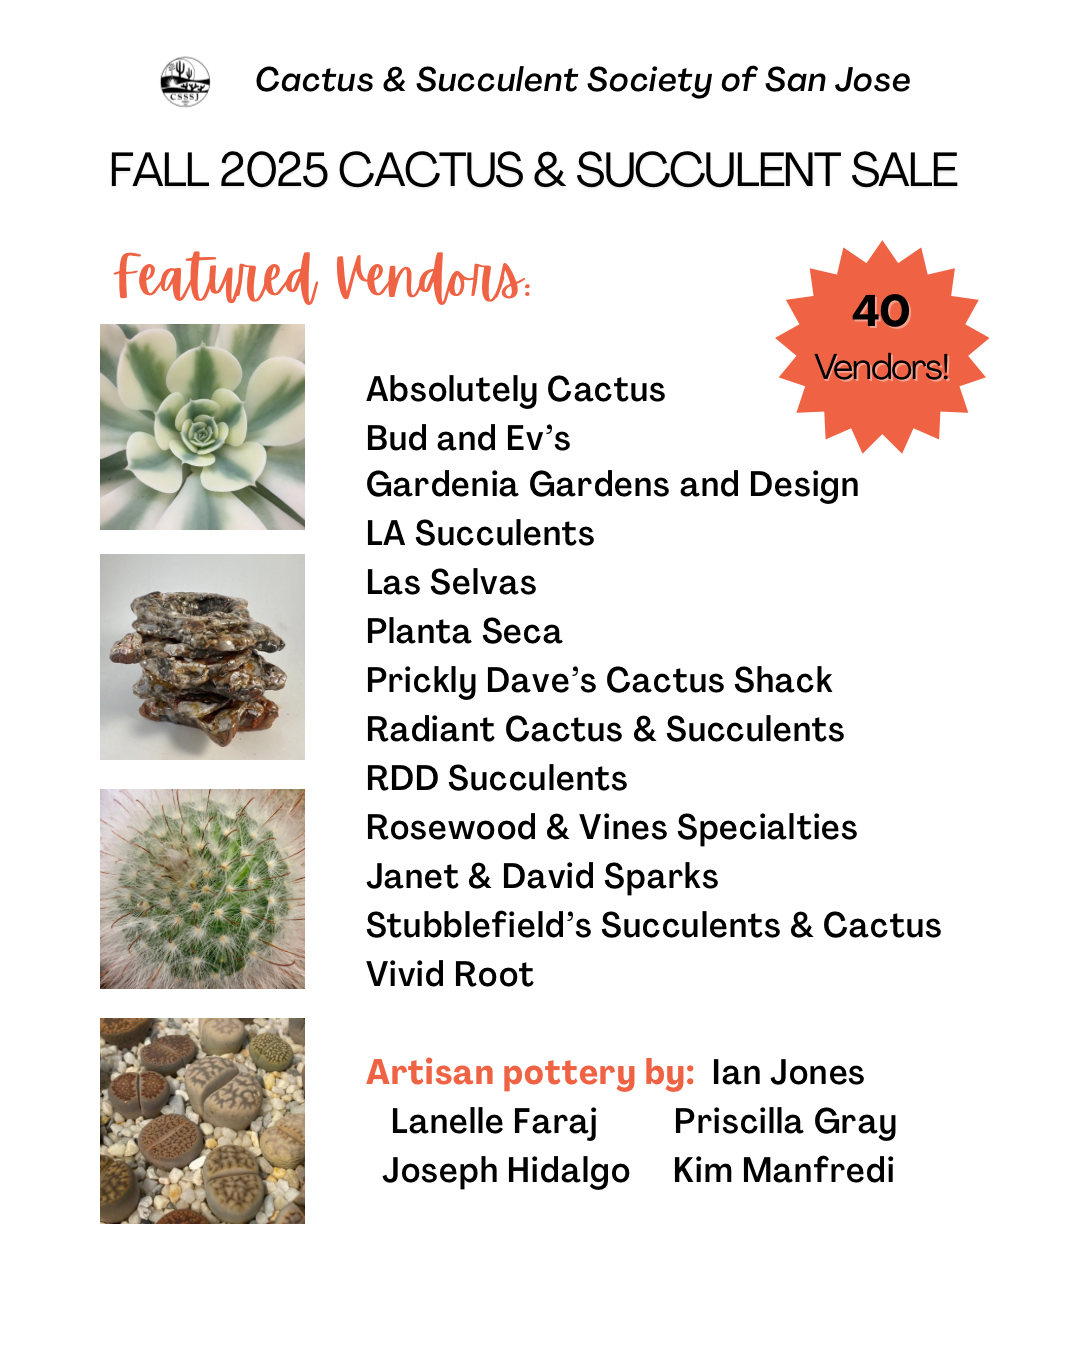 CSSSJ
Cactus & Succulent Society of San Jose
FALL 2025 CACTUS & SUCCULENT SALE
Featured Vendors:
40
Vendors!
Absolutely Cactus
Bud and Ev’s
Gardenia Gardens and Design
LA Succulents
Las Selvas
Planta Seca
Prickly Dave’s Cactus Shack
Radiant Cactus & Succulents
RDD Succulents
Rosewood & Vines Specialties
Janet & David Sparks
Stubblefield’s Succulents & Cactus
Vivid Root
Artisan pottery by: Ian Jones
Lanelle Faraj Priscilla Gray
Joseph Hidalgo Kim Manfredi